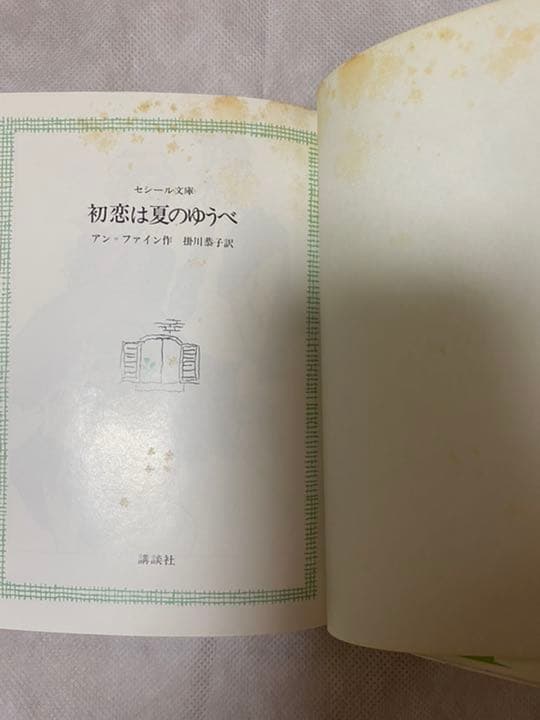 セシール文庫
初恋は夏のゆうべ
アン=ファイン作 掛川恭子訳
講談社